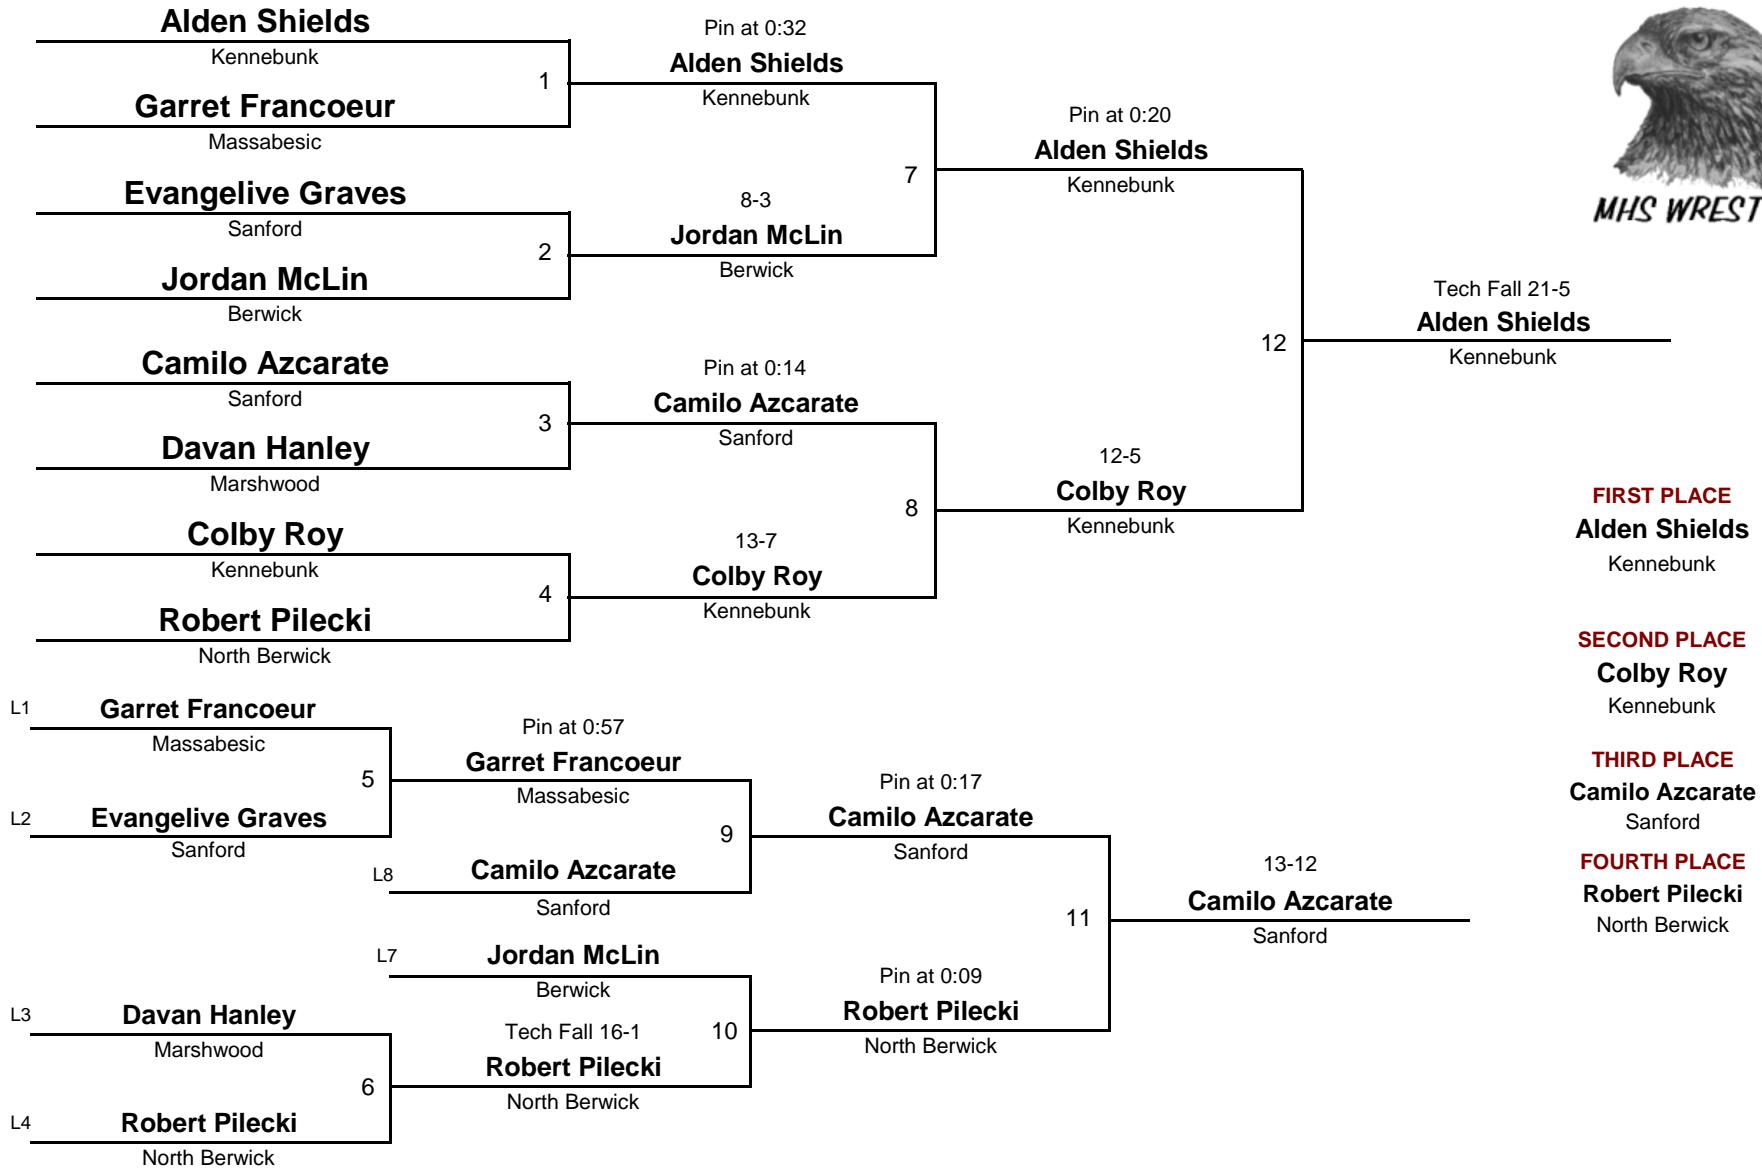 Alden Shields
Kennebunk
1
Garret Francoeur
Massabesic
Evangelive Graves
Sanford
2
Jordan McLin
Berwick
Camilo Azcarate
Sanford
3
Davan Hanley
Marshwood
Colby Roy
Kennebunk
4
Robert Pilecki
North Berwick
Pin at 0:32
Alden Shields
Kennebunk
7
8-3
Jordan McLin
Berwick
Pin at 0:14
Camilo Azcarate
Sanford
8
13-7
Colby Roy
Kennebunk
Pin at 0:20
Alden Shields
Kennebunk
12
12-5
Colby Roy
Kennebunk
Tech Fall 21-5
Alden Shields
Kennebunk
MHS WREST
FIRST PLACE
Alden Shields
Kennebunk
SECOND PLACE
Colby Roy
Kennebunk
THIRD PLACE
Camilo Azcarate
Sanford
FOURTH PLACE
Robert Pilecki
North Berwick
L1 Garret Francoeur
Massabesic
5
L2 Evangelive Graves
Sanford
Pin at 0:57
Garret Francoeur
Massabesic
9
L8 Camilo Azcarate
Sanford
L7 Jordan McLin
Berwick
10
L3 Davan Hanley
Marshwood
6
L4 Robert Pilecki
North Berwick
Tech Fall 16-1
Robert Pilecki
North Berwick
Pin at 0:17
Camilo Azcarate
Sanford
11
Pin at 0:09
Robert Pilecki
North Berwick
13-12
Camilo Azcarate
Sanford